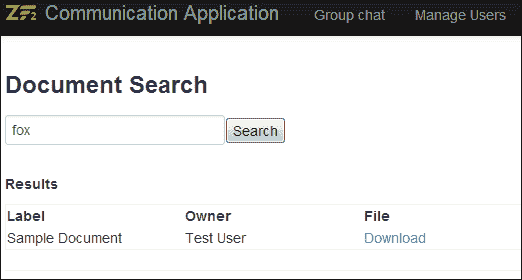 ZF2 Communication Application Group chat Manage Users
Document Search
fox Search
Results
Label Owner File
Sample Document Test User Download